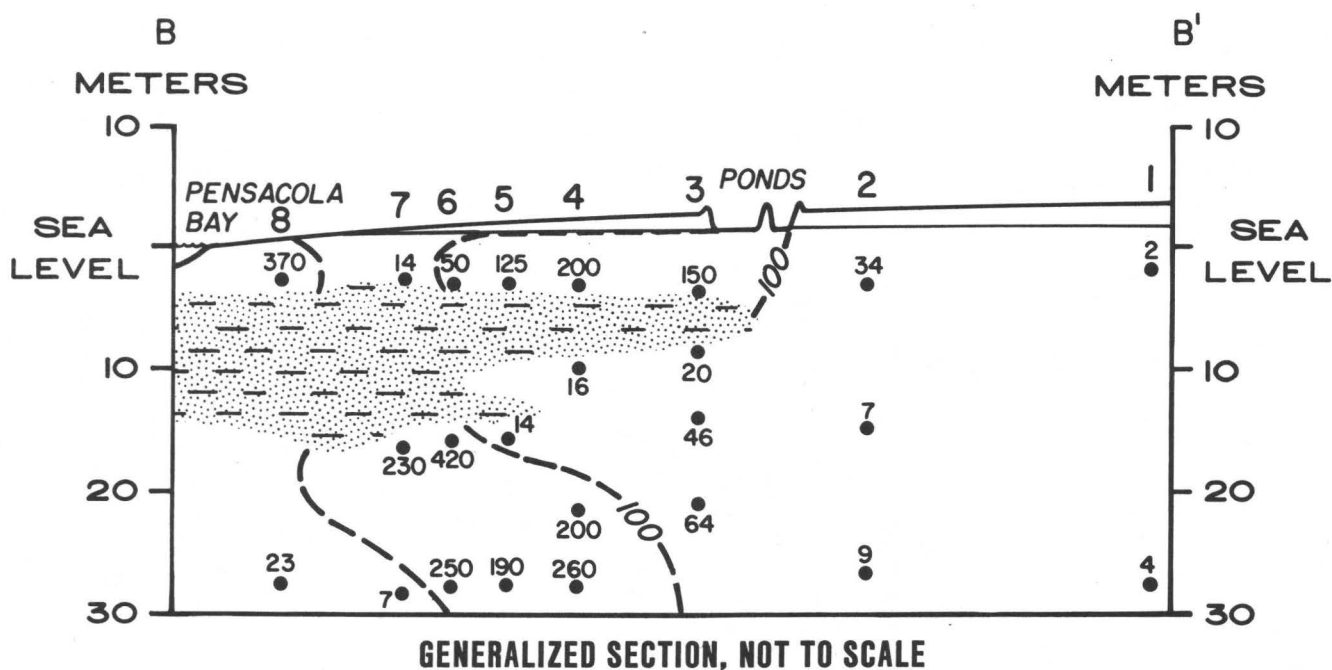 B B'
METERS METERS
10 10
PENSACOLA BAY
8 7 6 5 4 3 PONDS 2 1
SEA LEVEL SEA LEVEL
370 14 50 125 200 150 100 34 2
10 16 20 10
14 46 7
230 420
20 200 100 64 20
23 7 250 190 260 9 4
30 30
GENERALIZED SECTION, NOT TO SCALE